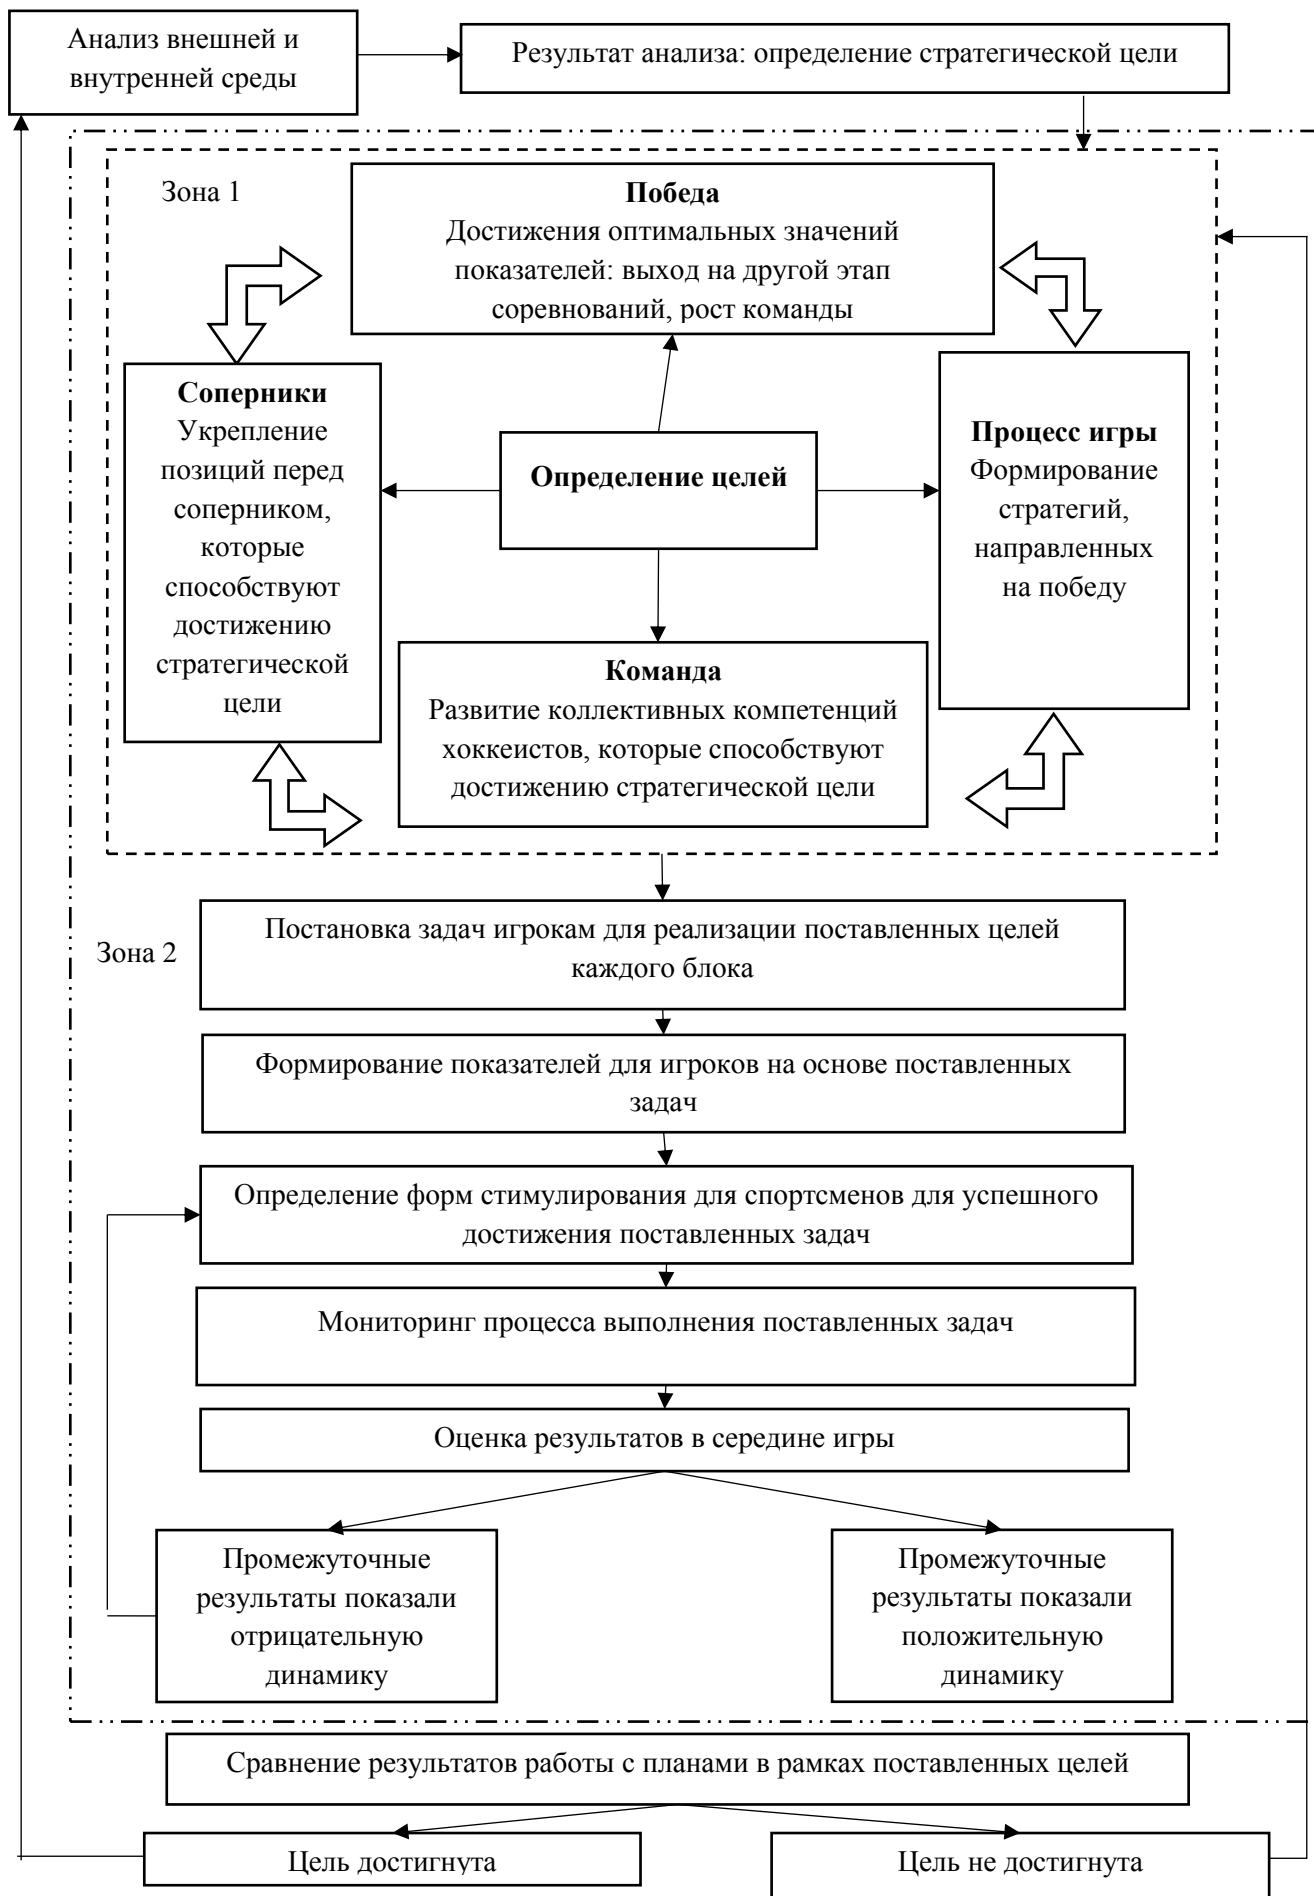 Анализ внешней и
внутренней среды
Результат анализа: определение стратегической цели
Зона 1
Победа
Достижения оптимальных значений
показателей: выход на другой этап
соревнований, рост команды
Соперники
Укрепление
позиций перед
соперником,
которые
способствуют
достижению
стратегической
цели
Определение целей
Процесс игры
Формирование
стратегий,
направленных
на победу
Команда
Развитие коллективных компетенций
хоккеистов, которые способствуют
достижению стратегической цели
Зона 2
Постановка задач игрокам для реализации поставленных целей
каждого блока
Формирование показателей для игроков на основе поставленных
задач
Определение форм стимулирования для спортсменов для успешного
достижения поставленных задач
Мониторинг процесса выполнения поставленных задач
Оценка результатов в середине игры
Промежуточные
результаты показали
отрицательную
динамику
Промежуточные
результаты показали
положительную
динамику
Сравнение результатов работы с планами в рамках поставленных целей
Цель достигнута
Цель не достигнута